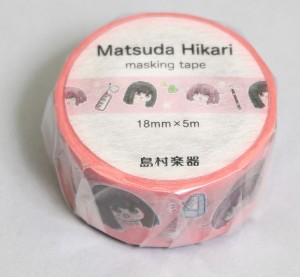 Matsuda Hikari
masking tape
18mm×5m
島村楽器